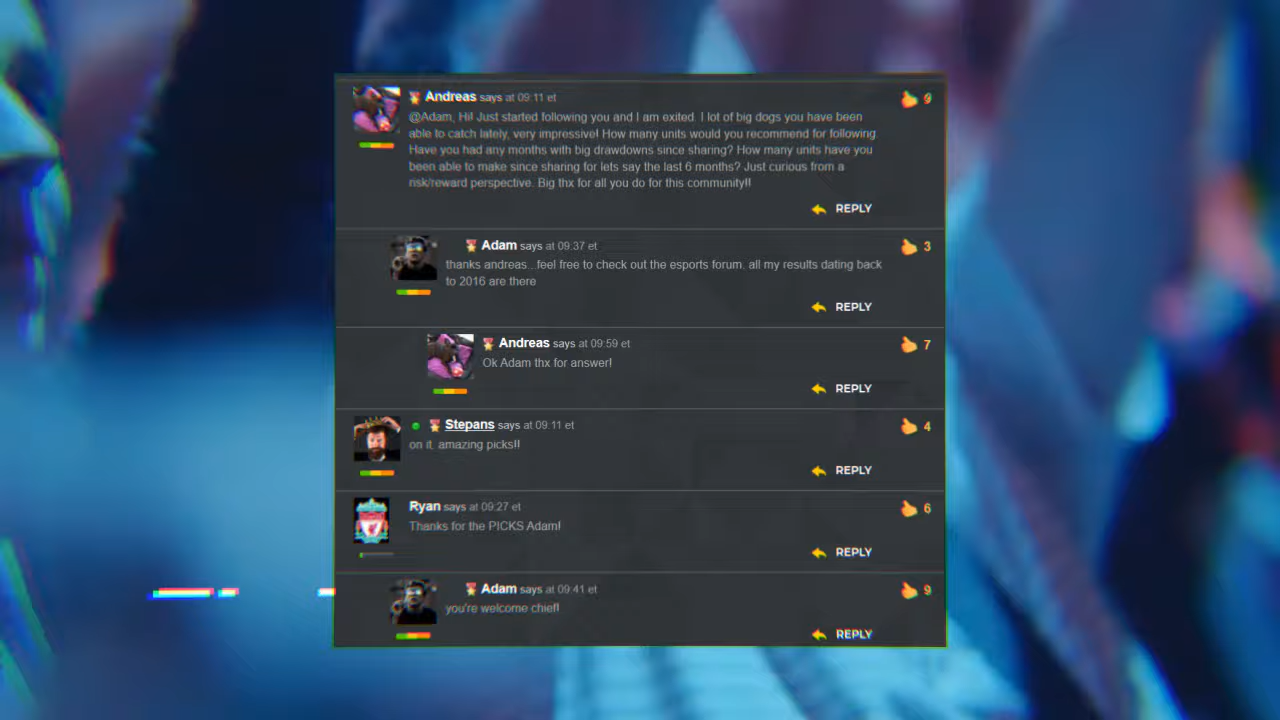 Andreas says at 09:11 et
@Adam, Hi! Just started following you and I am exited. I lot of big dogs you have been
able to catch lately, very impressive! How many units would you recommend for following.
Have you had any months with big drawdowns since sharing? How many units have you
been able to make since sharing for lets say the last 6 months? Just curious from a
risk/reward perspective. Big thx for all you do for this community!!
REPLY
Adam says at 09:37 et
3
thanks andreas...feel free to check out the esports forum, all my results dating back
to 2016 are there
REPLY
Andreas says at 09:59 et
7
Ok Adam thx for answer!
REPLY
Stepans says at 09:11 et
4
on it, amazing picks!!
REPLY
Ryan says at 09:27 et
6
Thanks for the PICKS Adam!
REPLY
Adam says at 09:41 et
9
you're welcome chief!
REPLY